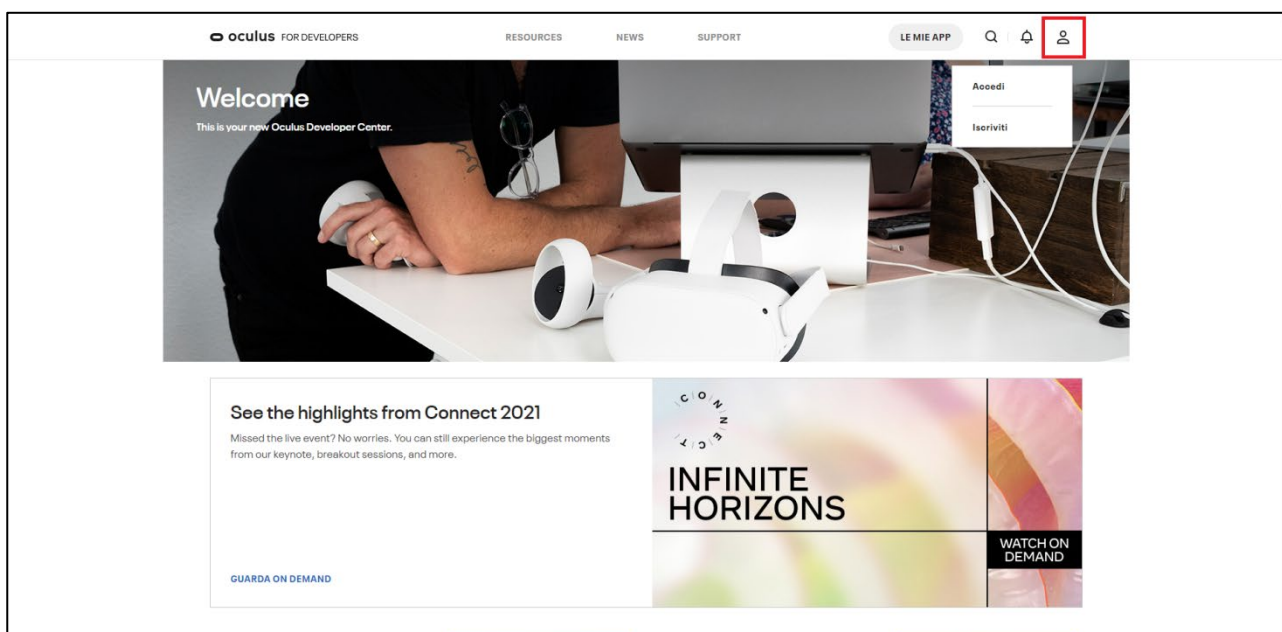 oculus FOR DEVELOPERS RESOURCES NEWS SUPPORT LE MIE APP
Accedi
Iscriviti
Welcome
This is your new Oculus Developer Center.
See the highlights from Connect 2021
Missed the live event? No worries. You can still experience the biggest moments
from our keynote, breakout sessions, and more.
GUARDA ON DEMAND
CONNECT
INFINITE
HORIZONS
WATCH ON
DEMAND